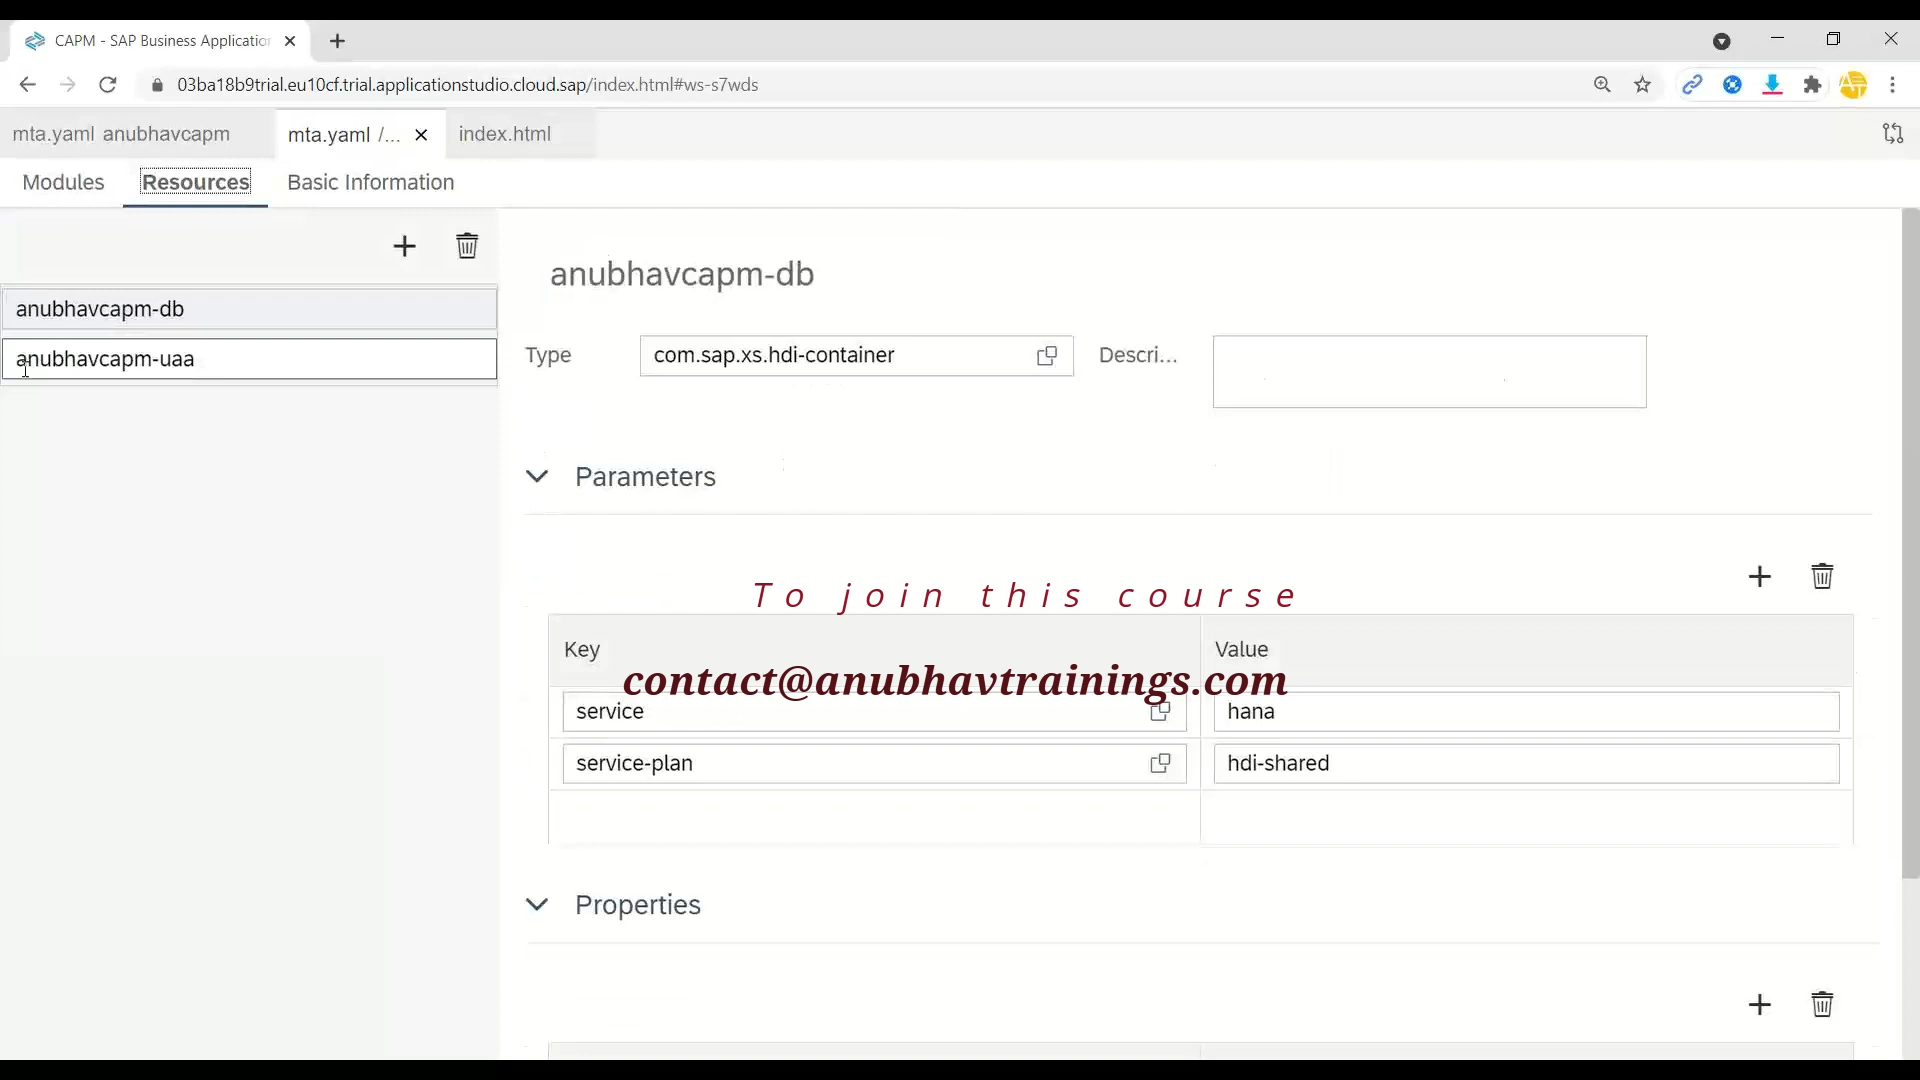 CAPM - SAP Business Application
03ba18b9trial.eu10cf.trial.applicationstudio.cloud.sap/index.html#ws-s7wds
mta.yaml anubhavcapm
mta.yaml /...
index.html
Modules
Resources
Basic Information
anubhavcapm-db
anubhavcapm-uaa
anubhavcapm-db
Type
com.sap.xs.hdi-container
Descri...
Parameters
To join this course
Key
Value
contact@anubhavtrainings.com
service
hana
service-plan
hdi-shared
Properties